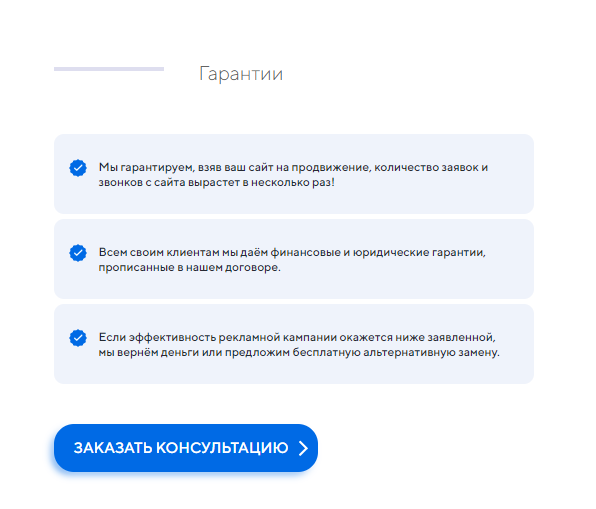 Гарантии
Мы гарантируем, взяв ваш сайт на продвижение, количество заявок и
звонков с сайта вырастет в несколько раз!
Всем своим клиентам мы даём финансовые и юридические гарантии,
прописанные в нашем договоре.
Если эффективность рекламной кампании окажется ниже заявленной,
мы вернём деньги или предложим бесплатную альтернативную замену.
ЗАКАЗАТЬ КОНСУЛЬТАЦИЮ